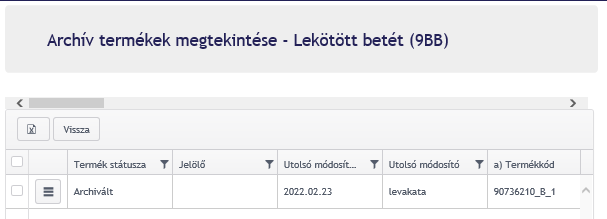 Archív termékek megtekintése - Lekötött betét (9BB)
Vissza
Termék státusza Jelölő Utolsó módosít... Utolsó módosító a) Termékkód
Archivált 2022.02.23 levakata 90736210_B_1